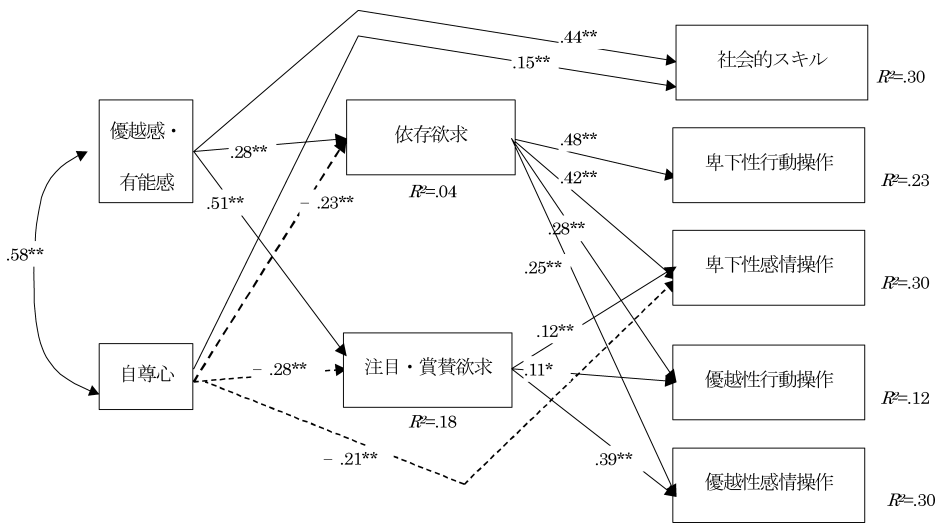 .44**
社会的スキル
.15**
R²=.30
優越感・
有能感
依存欲求
.28**
R²=.04
.48**
卑下性行動操作
.42**
R²=.23
.51**
－ .23**
.28**
.58**
.25**
卑下性感情操作
R²=.30
自尊心
注目・賞賛欲求
－ .28**
R²=.18
.12**
.11*
優越性行動操作
R²=.12
－ .21**
.39**
優越性感情操作
R²=.30